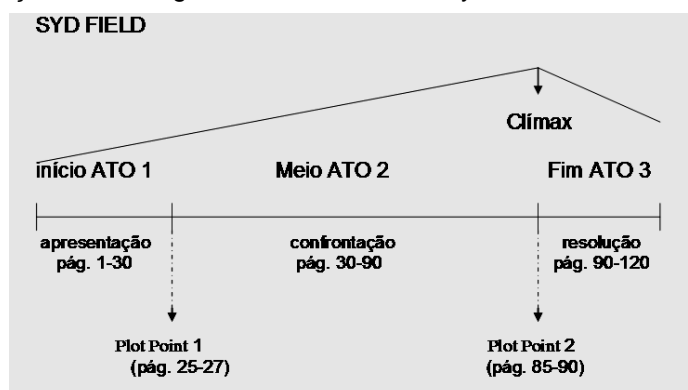 SYD FIELD
Clímax
início ATO 1
Meio ATO 2
Fim ATO 3
apresentação
pág. 1-30
confrontação
pág. 30-90
resolução
pág. 90-120
Plot Point 1
(pág. 25-27)
Plot Point 2
(pág. 85-90)